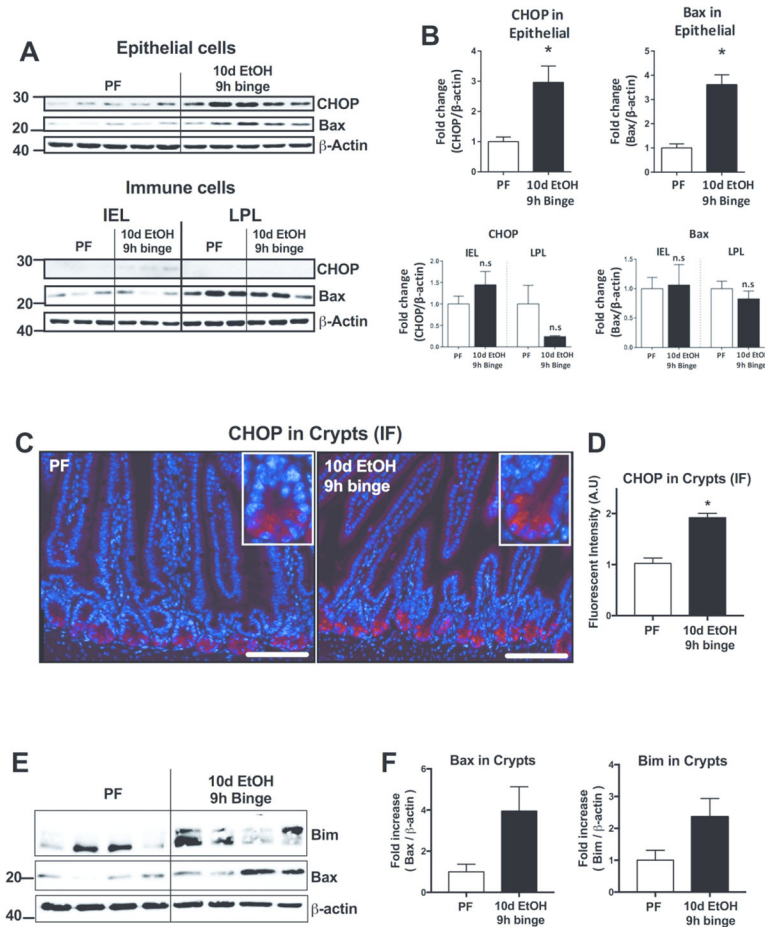 A
Epithelial cells
PF
10d EtOH
9h binge
30
CHOP
20
Bax
40
β-Actin
Immune cells
IEL
LPL
PF
10d EtOH
9h binge
PF
10d EtOH
9h binge
30
CHOP
20
Bax
40
β-Actin
B
CHOP in
Epithelial
Fold change
(CHOP/β-actin)
4
3
2
1
0
*
PF
10d EtOH
9h Binge
Bax in
Epithelial
Fold change
(Bax/β-actin)
5
4
3
2
1
0
*
PF
10d EtOH
9h Binge
CHOP
Fold change
(CHOP/β-actin)
2.0
1.5
1.0
0.5
0.0
IEL
n.s
LPL
n.s
PF
10d EtOH
9h Binge
PF
10d EtOH
9h Binge
Bax
Fold change
(Bax/β-actin)
1.5
1.0
0.5
0.0
IEL
n.s
LPL
n.s
PF
10d EtOH
9h Binge
PF
10d EtOH
9h Binge
C
CHOP in Crypts (IF)
PF
10d EtOH
9h binge
D
CHOP in Crypts (IF)
Fluorescent Intensity (A.U)
2
1
0
*
PF
10d EtOH
9h binge
E
PF
10d EtOH
9h Binge
Bim
20
Bax
40
β-actin
F
Bax in Crypts
Fold increase
( Bax / β-actin )
6
4
2
0
PF
10d EtOH
9h Binge
Bim in Crypts
Fold increase
( Bim / β-actin )
4
3
2
1
0
PF
10d EtOH
9h Binge